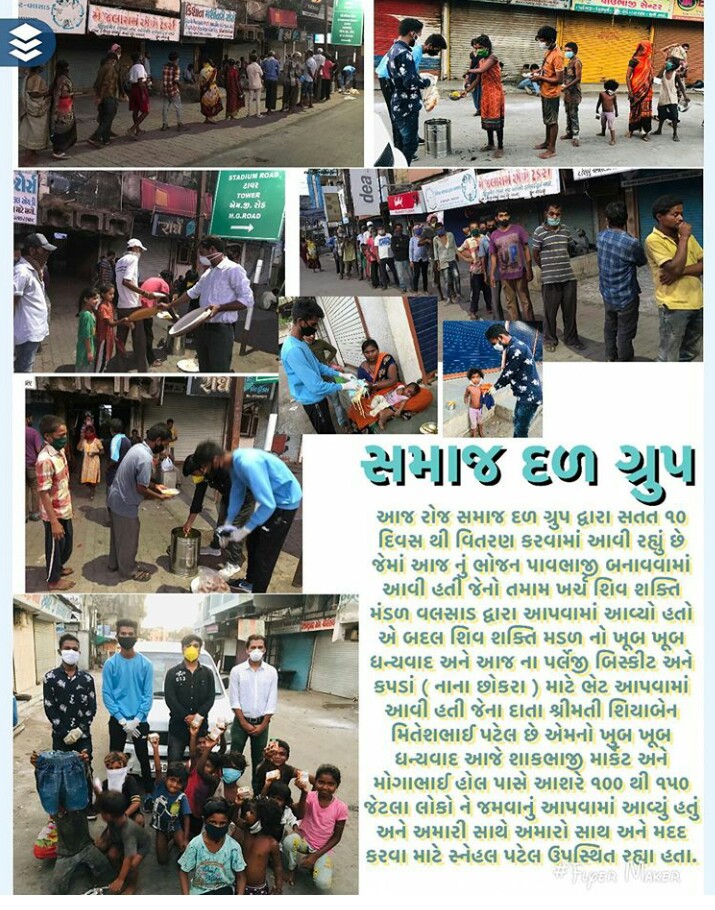 STADIUM ROAD
ટાવર
TOWER
એમ.જી. રોડ
M.G.ROAD
dea
સમાજ દળ ગ્રુપ
આજ રોજ સમાજ દળ ગ્રુપ દ્વારા સતત ૧૦
દિવસ થી વિતરણ કરવામાં આવી રહ્યું છે
જેમાં આજ નું ભોજન પાવભાજી બનાવવામાં
આવી હતી જેનો તમામ ખર્ચ શિવ શક્તિ
મંડળ વલસાડ દ્વારા આપવામાં આવ્યો હતો
એ બદલ શિવ શક્તિ મડળ નો ખૂબ ખૂબ
ધન્યવાદ અને આજ ના પર્લેજી બિસ્કીટ અને
કપડાં ( નાના છોકરા ) માટે ભેટ આપવામાં
આવી હતી જેના દાતા શ્રીમતી શિયાબેન
મિતેશભાઈ પટેલ છે એમનો ખુબ ખૂબ
ધન્યવાદ આજે શાકભાજી માર્કેટ અને
મોગાભાઈ હોલ પાસે આશરે ૧૦૦ થી ૧૫૦
જેટલા લોકો ને જમવાનું આપવામાં આવ્યું હતું
અને અમારી સાથે અમારો સાથ અને મદદ
કરવા માટે સ્નેહલ પટેલ ઉપસ્થિત રહ્યા હતા.
# Flyer Maker